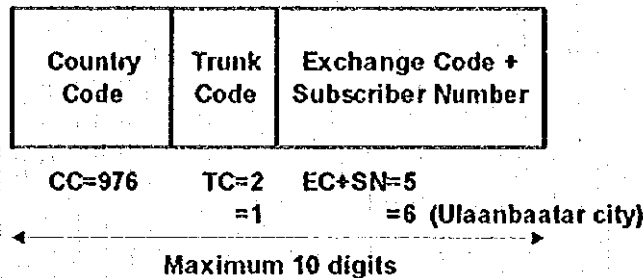 Country Code
Trunk Code
Exchange Code + Subscriber Number
CC=976 TC=2 EC+SN=5
=1 =6 (Ulaanbaatar city)
Maximum 10 digits